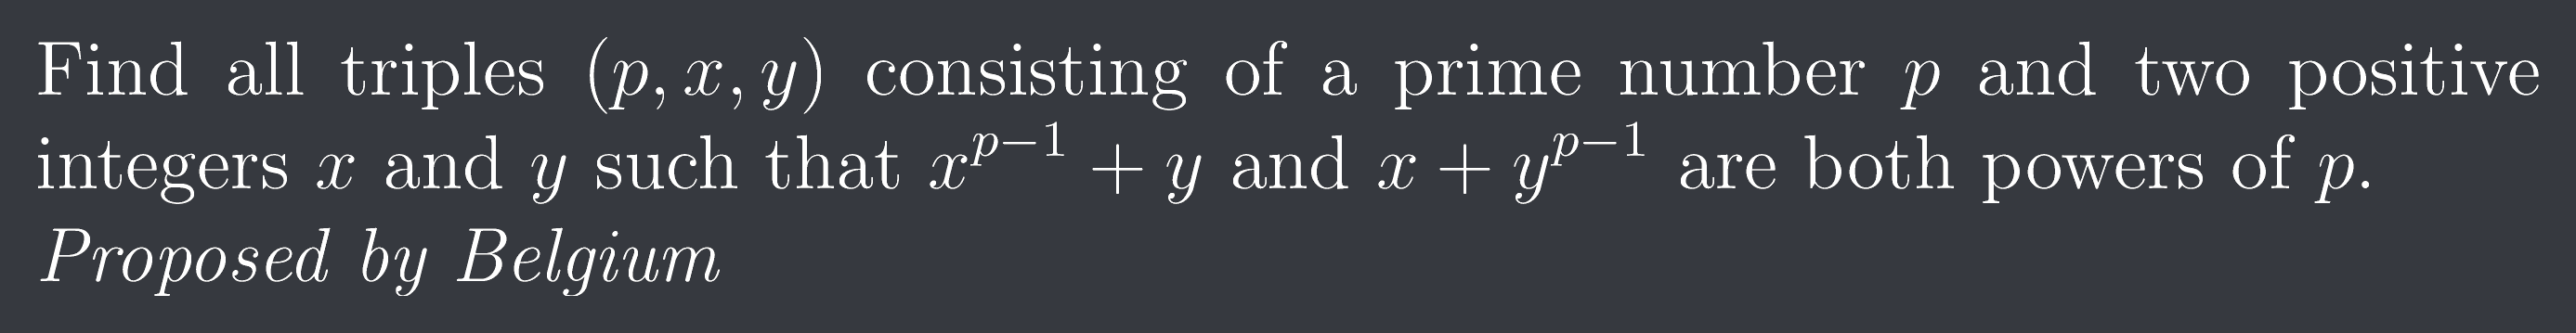 Find all triples (p, x, y) consisting of a prime number p and two positive
integers x and y such that x^{p−1} + y and x + y^{p−1} are both powers of p.
Proposed by Belgium